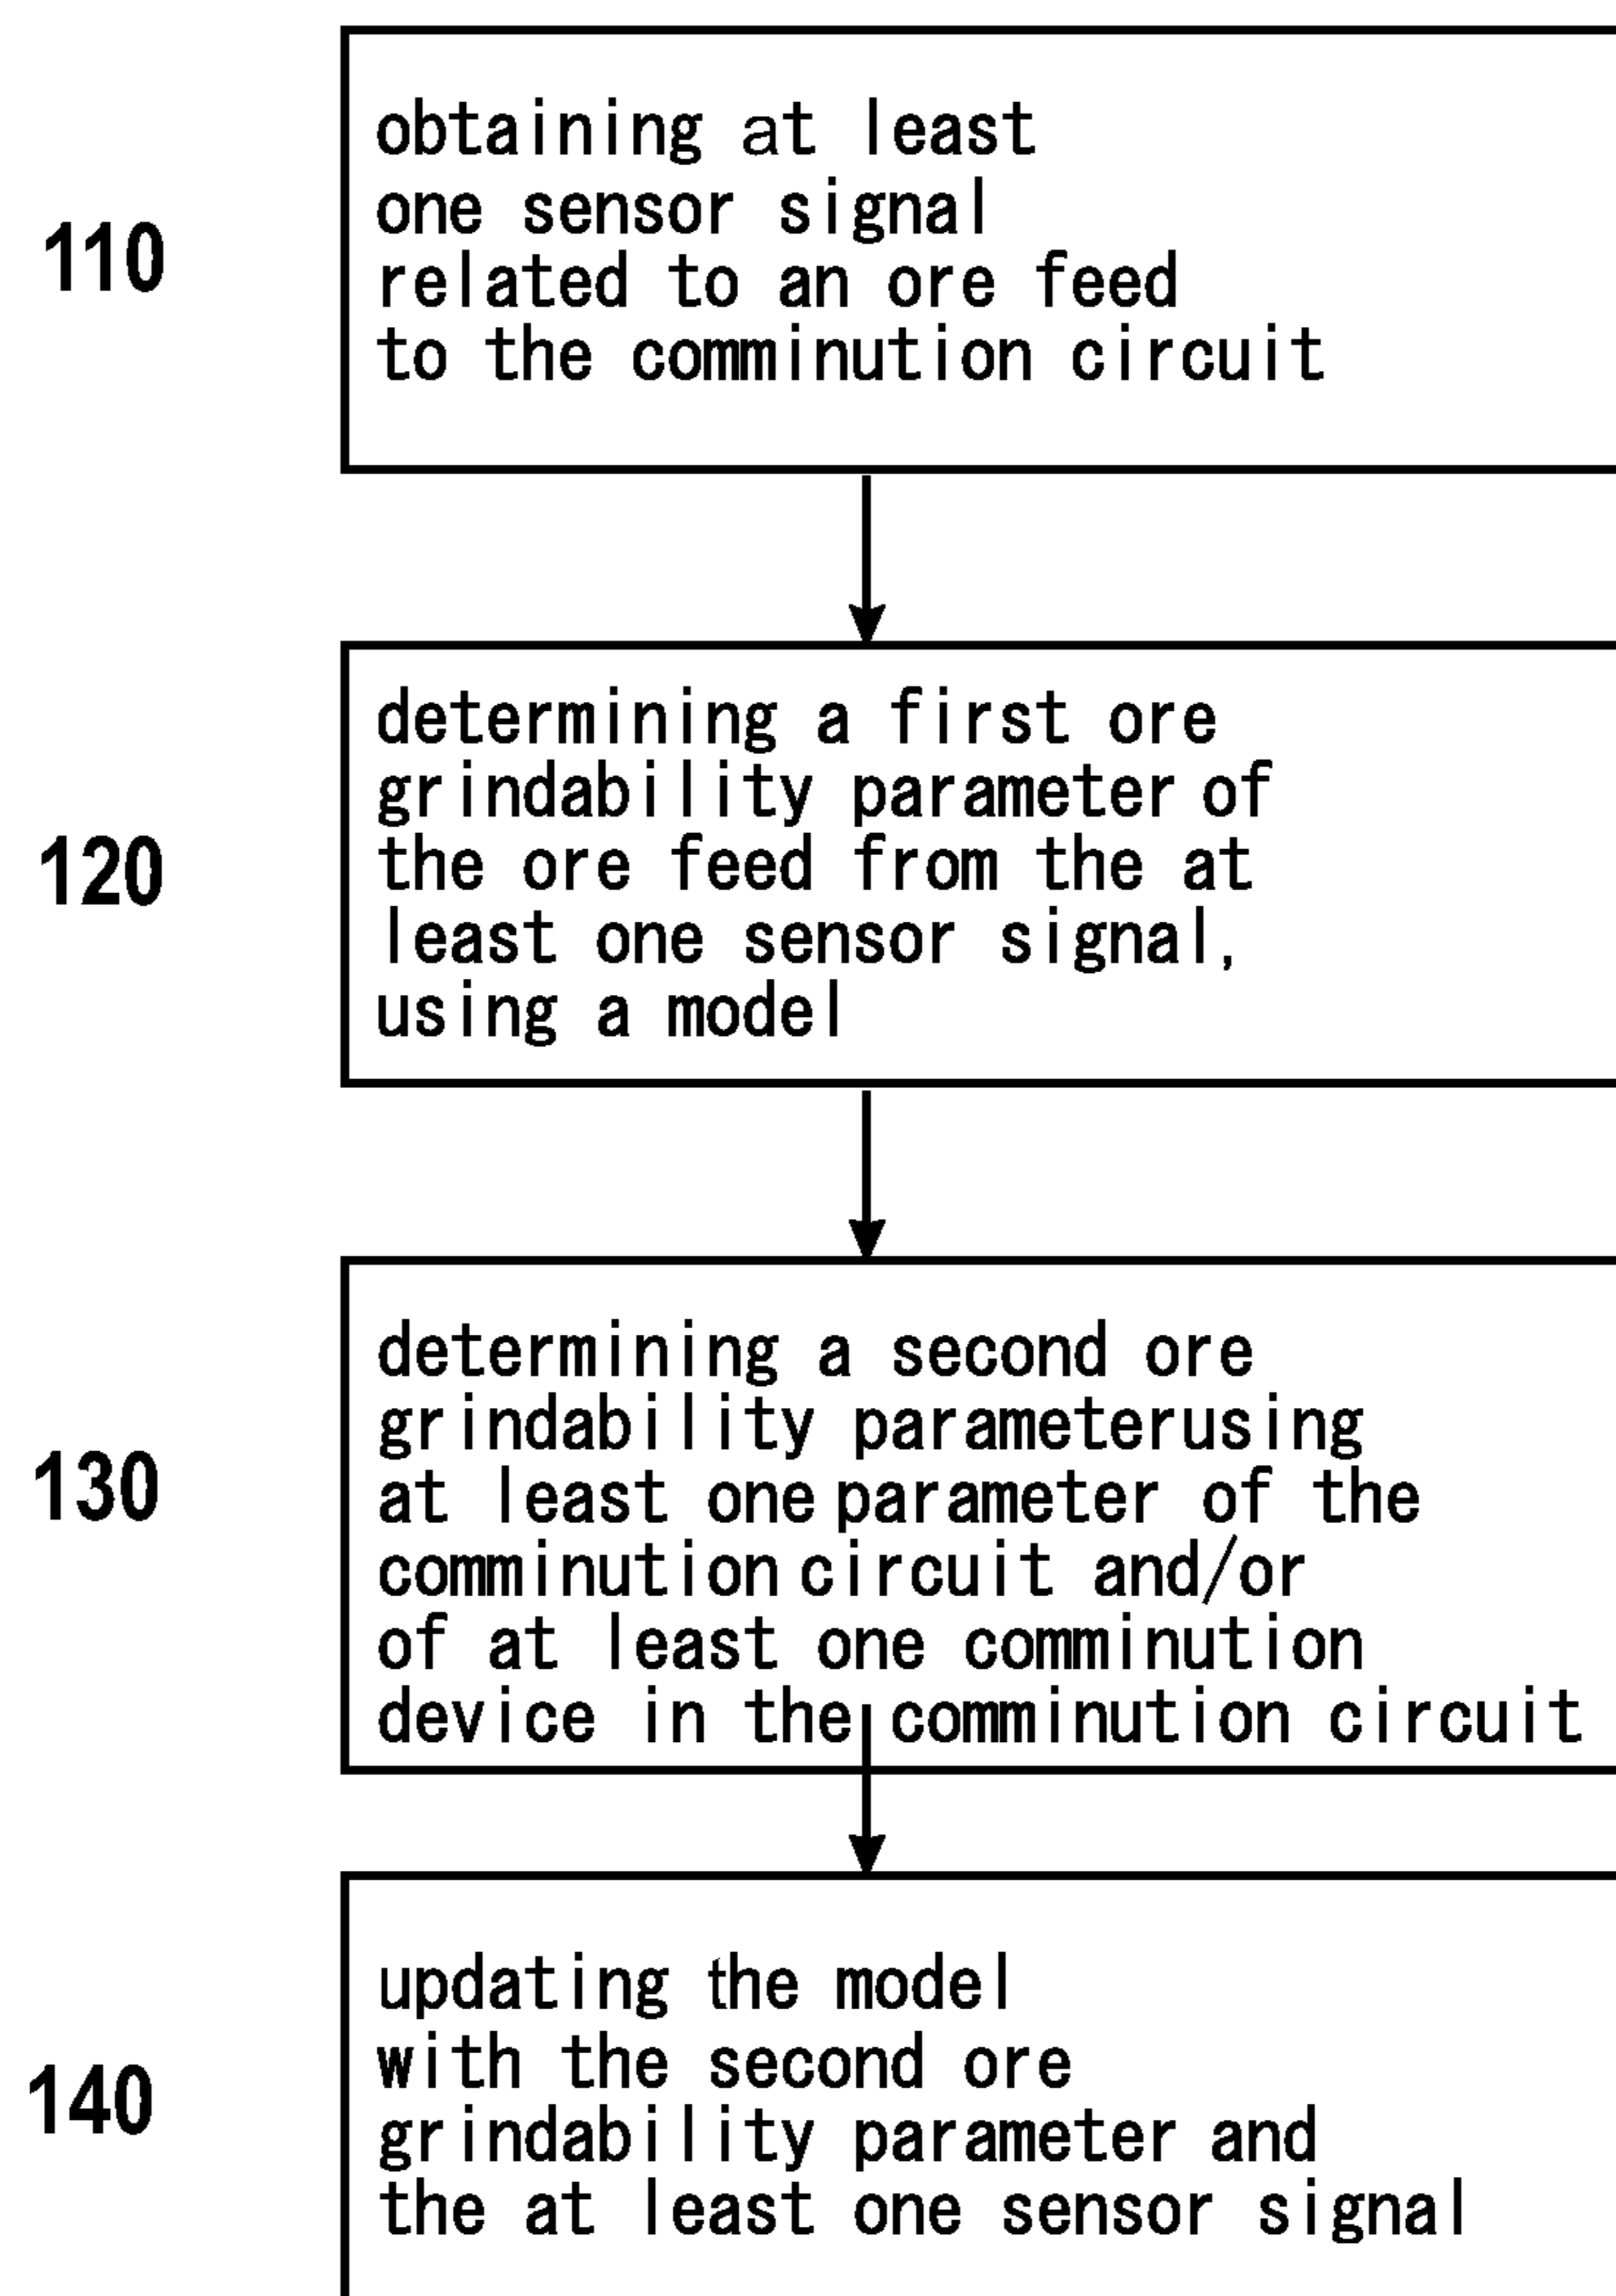 110
obtaining at least
one sensor signal
related to an ore feed
to the comminution circuit
120
determining a first ore
grindability parameter of
the ore feed from the at
least one sensor signal,
using a model
130
determining a second ore
grindability parameterusing
at least one parameter of the
comminution circuit and/or
of at least one comminution
device in the comminution circuit
140
updating the model
with the second ore
grindability parameter and
the at least one sensor signal